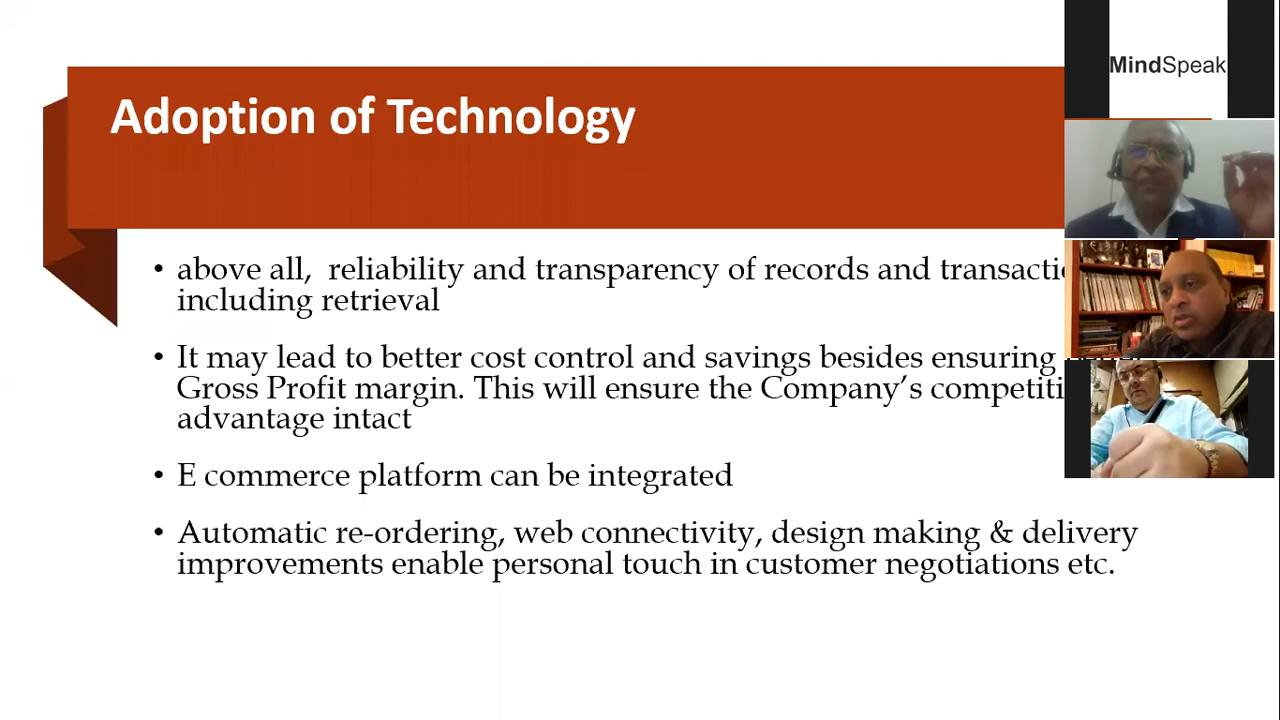 MindSpeak
Adoption of Technology
• above all, reliability and transparency of records and
including retrieval
• It may lead to better cost control and savings besides ensuring
Gross Profit margin. This will ensure the Company’s
advantage intact
• E commerce platform can be integrated
• Automatic re-ordering, web connectivity, design making & delivery
improvements enable personal touch in customer negotiations etc.